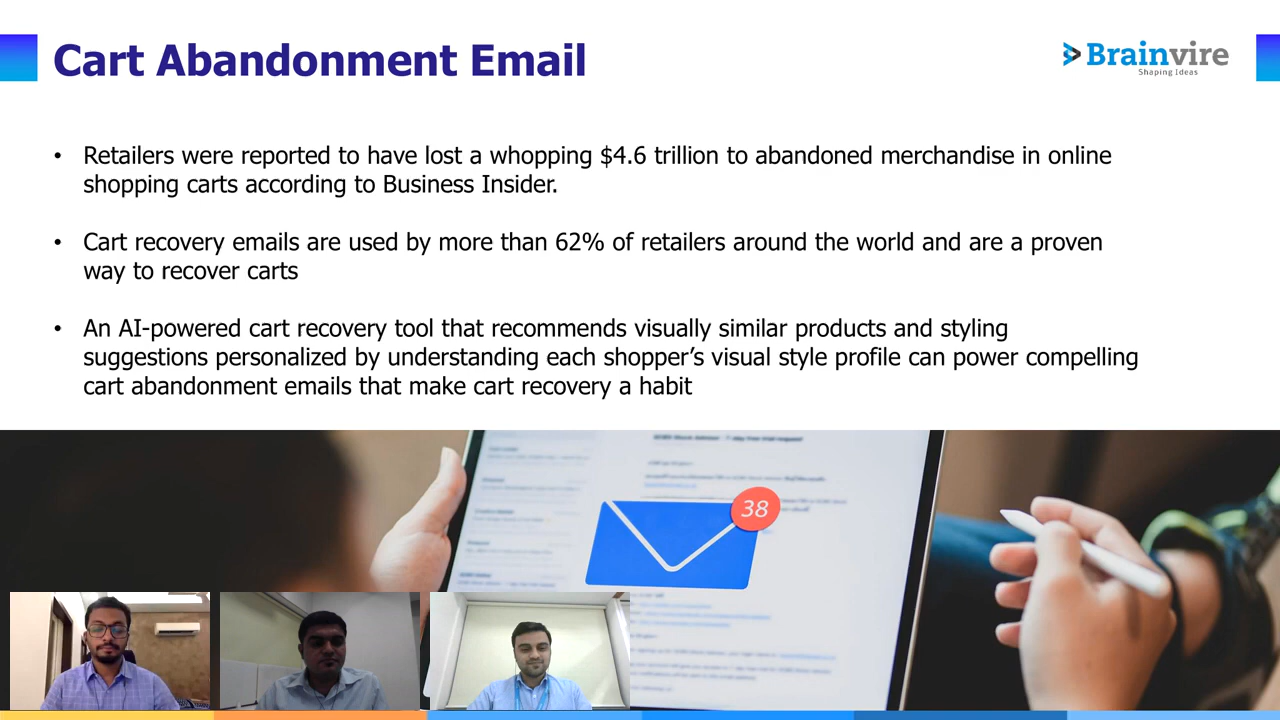 Cart Abandonment Email
Brainvire
Shaping Ideas
• Retailers were reported to have lost a whopping $4.6 trillion to abandoned merchandise in online
shopping carts according to Business Insider.
• Cart recovery emails are used by more than 62% of retailers around the world and are a proven
way to recover carts
• An AI-powered cart recovery tool that recommends visually similar products and styling
suggestions personalized by understanding each shopper's visual style profile can power compelling
cart abandonment emails that make cart recovery a habit
38